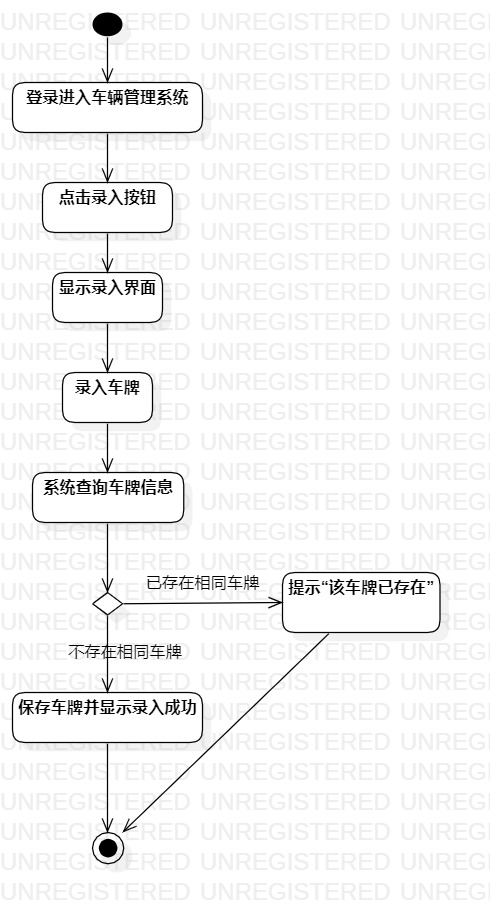 登录进入车辆管理系统
点击录入按钮
显示录入界面
录入车牌
系统查询车牌信息
已存在相同车牌
提示“该车牌已存在”
不存在相同车牌
保存车牌并显示录入成功
UNREGISTERED